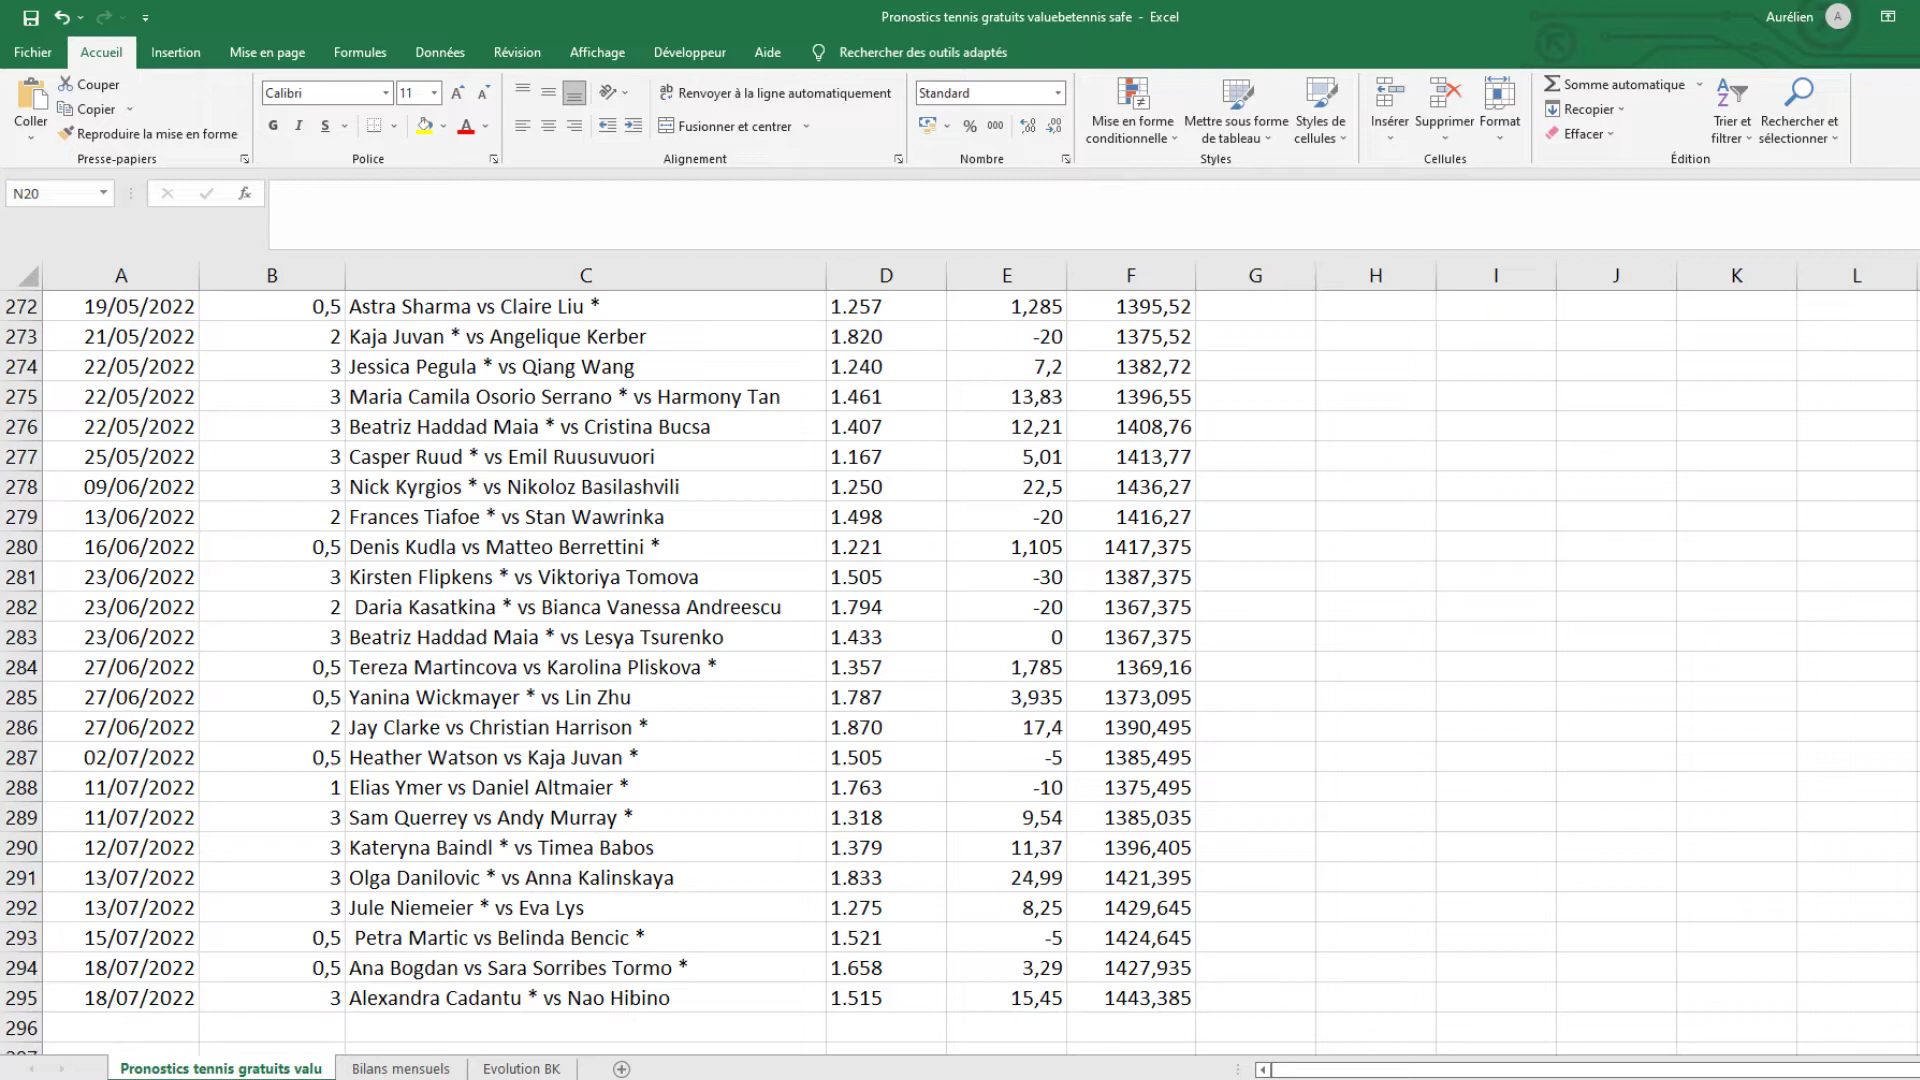 Pronostics tennis gratuits valuebetennis safe - Excel
Aurélien A
Fichier Accueil Insertion Mise en page Formules Données Révision Affichage Développeur Aide Rechercher des outils adaptés
Coller
Couper
Copier
Reproduire la mise en forme
Presse-papiers
Calibri 11
G I S
Police
Renvoyer à la ligne automatiquement
Fusionner et centrer
Alignement
Standard
% 000
Nombre
Mise en forme conditionnelle
Mettre sous forme de tableau
Styles de cellules
Styles
Insérer Supprimer Format
Cellules
Somme automatique
Recopier
Effacer
Trier et filtrer
Rechercher et sélectionner
Édition
N20 fx
A B C D E F G H I J K L
272 19/05/2022 0,5 Astra Sharma vs Claire Liu * 1.257 1,285 1395,52
273 21/05/2022 2 Kaja Juvan * vs Angelique Kerber 1.820 -20 1375,52
274 22/05/2022 3 Jessica Pegula * vs Qiang Wang 1.240 7,2 1382,72
275 22/05/2022 3 Maria Camila Osorio Serrano * vs Harmony Tan 1.461 13,83 1396,55
276 22/05/2022 3 Beatriz Haddad Maia * vs Cristina Bucsa 1.407 12,21 1408,76
277 25/05/2022 3 Casper Ruud * vs Emil Ruusuvuori 1.167 5,01 1413,77
278 09/06/2022 3 Nick Kyrgios * vs Nikoloz Basilashvili 1.250 22,5 1436,27
279 13/06/2022 2 Frances Tiafoe * vs Stan Wawrinka 1.498 -20 1416,27
280 16/06/2022 0,5 Denis Kudla vs Matteo Berrettini * 1.221 1,105 1417,375
281 23/06/2022 3 Kirsten Flipkens * vs Viktoriya Tomova 1.505 -30 1387,375
282 23/06/2022 2 Daria Kasatkina * vs Bianca Vanessa Andreescu 1.794 -20 1367,375
283 23/06/2022 3 Beatriz Haddad Maia * vs Lesya Tsurenko 1.433 0 1367,375
284 27/06/2022 0,5 Tereza Martincova vs Karolina Pliskova * 1.357 1,785 1369,16
285 27/06/2022 0,5 Yanina Wickmayer * vs Lin Zhu 1.787 3,935 1373,095
286 27/06/2022 2 Jay Clarke vs Christian Harrison * 1.870 17,4 1390,495
287 02/07/2022 0,5 Heather Watson vs Kaja Juvan * 1.505 -5 1385,495
288 11/07/2022 1 Elias Ymer vs Daniel Altmaier * 1.763 -10 1375,495
289 11/07/2022 3 Sam Querrey vs Andy Murray * 1.318 9,54 1385,035
290 12/07/2022 3 Kateryna Baindl * vs Timea Babos 1.379 11,37 1396,405
291 13/07/2022 3 Olga Danilovic * vs Anna Kalinskaya 1.833 24,99 1421,395
292 13/07/2022 3 Jule Niemeier * vs Eva Lys 1.275 8,25 1429,645
293 15/07/2022 0,5 Petra Martic vs Belinda Bencic * 1.521 -5 1424,645
294 18/07/2022 0,5 Ana Bogdan vs Sara Sorribes Tormo * 1.658 3,29 1427,935
295 18/07/2022 3 Alexandra Cadantu * vs Nao Hibino 1.515 15,45 1443,385
296
Pronostics tennis gratuits valu Bilans mensuels Evolution BK